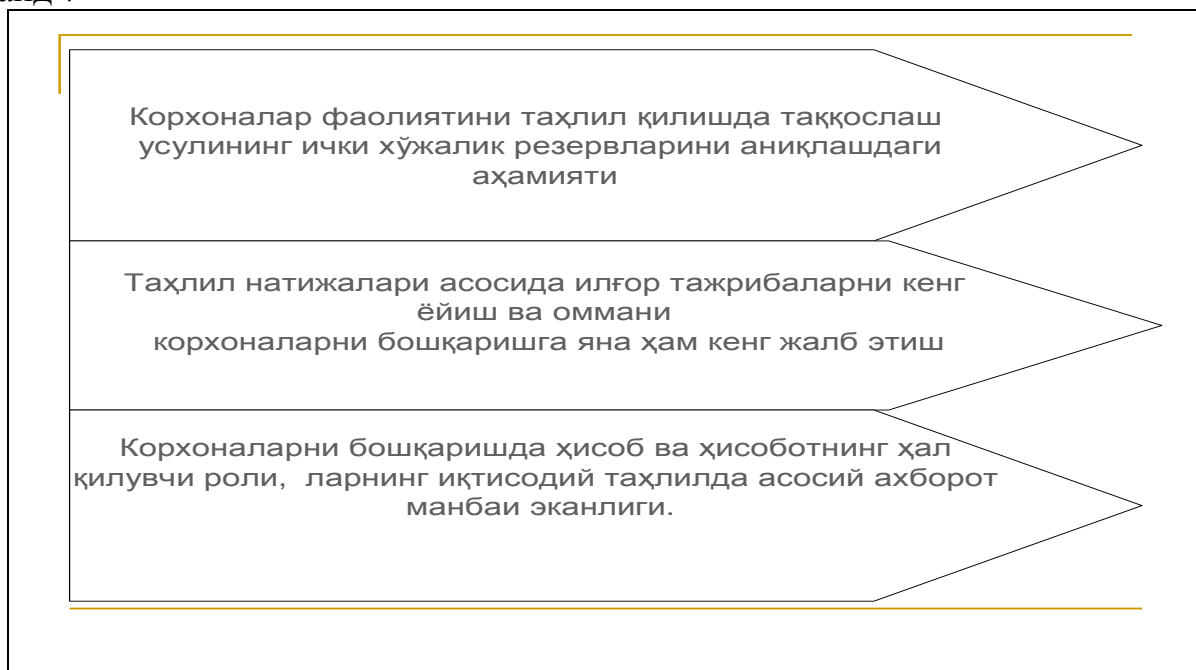 Корхоналар фаолиятини таҳлил қилишда таққослаш
усулининг ички хўжалик резервларини аниқлашдаги
аҳамияти
Таҳлил натижалари асосида илғор тажрибаларни кенг
ёйиш ва оммани
корхоналарни бошқаришга яна ҳам кенг жалб этиш
Корхоналарни бошқаришда ҳисоб ва ҳисоботнинг ҳал
қилувчи роли, ларнинг иқтисодий таҳлилда асосий ахборот
манбаи эканлиги.